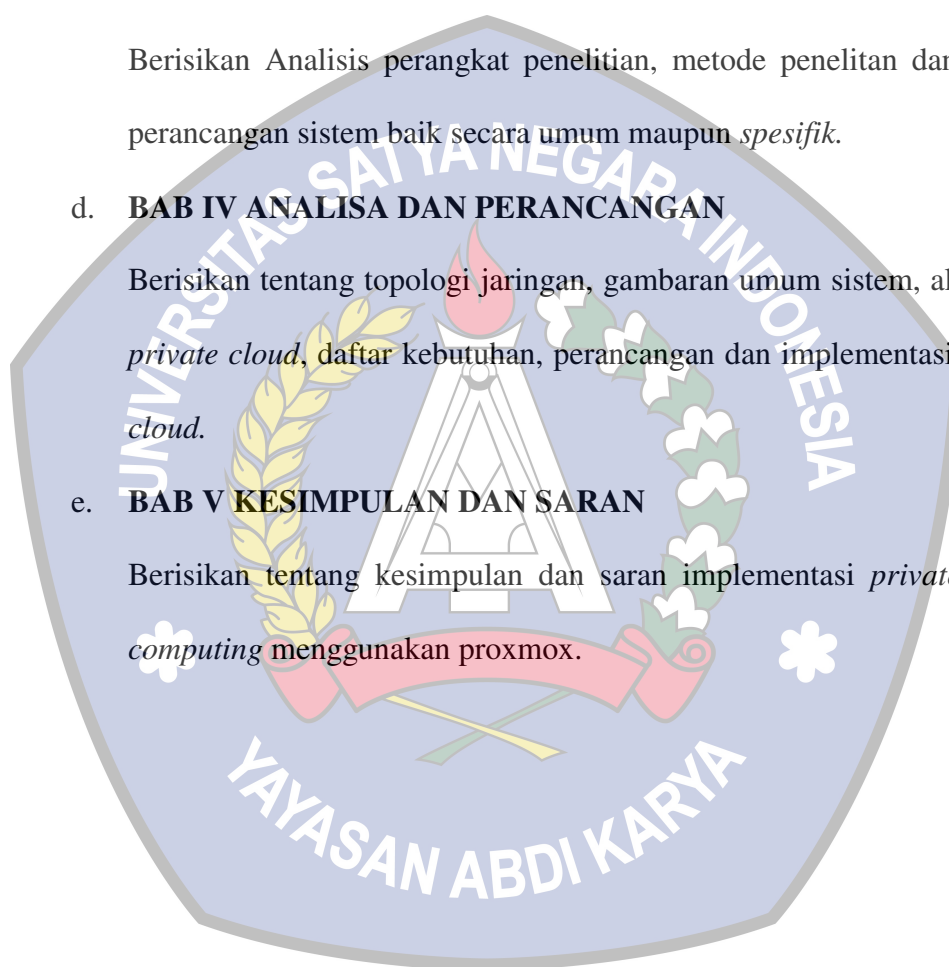 Berisikan Analisis perangkat penelitian, metode penelitan dan
perancangan sistem baik secara umum maupun spesifik.
d. BAB IV ANALISA DAN PERANCANGAN
Berisikan tentang topologi jaringan, gambaran umum sistem,
private cloud, daftar kebutuhan, perancangan dan implementasi
cloud.
e. BAB V KESIMPULAN DAN SARAN
Berisikan tentang kesimpulan dan saran implementasi private
computing menggunakan proxmox.
UNIVERSITAS SATYA NEGARA INDONESIA
YAYASAN ABDI KARYA